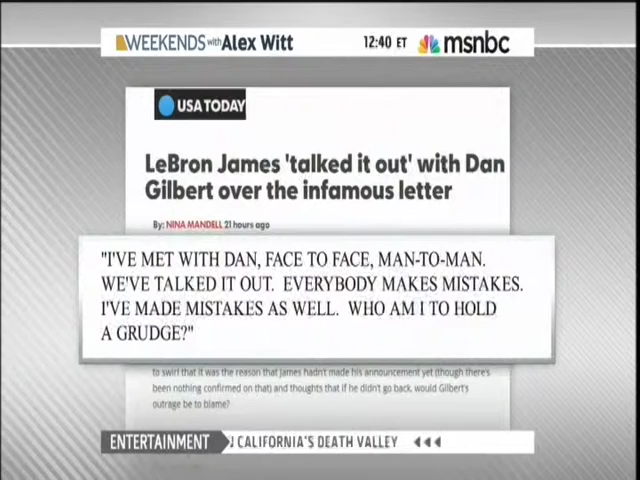 WEEKENDS with Alex Witt 12:40 ET msnbc
USA TODAY
LeBron James 'talked it out' with Dan
Gilbert over the infamous letter
By: NINA MANDELL 21 hours ago
"I'VE MET WITH DAN, FACE TO FACE, MAN-TO-MAN.
WE'VE TALKED IT OUT. EVERYBODY MAKES MISTAKES.
I'VE MADE MISTAKES AS WELL. WHO AM I TO HOLD
A GRUDGE?"
to swirl that it was the reason that James hadn't made his announcement yet (though there's
been nothing confirmed on that) and thoughts that if he didn't go back, would Gilbert's
outrage be to blame?
ENTERTAINMENT CALIFORNIA'S DEATH VALLEY